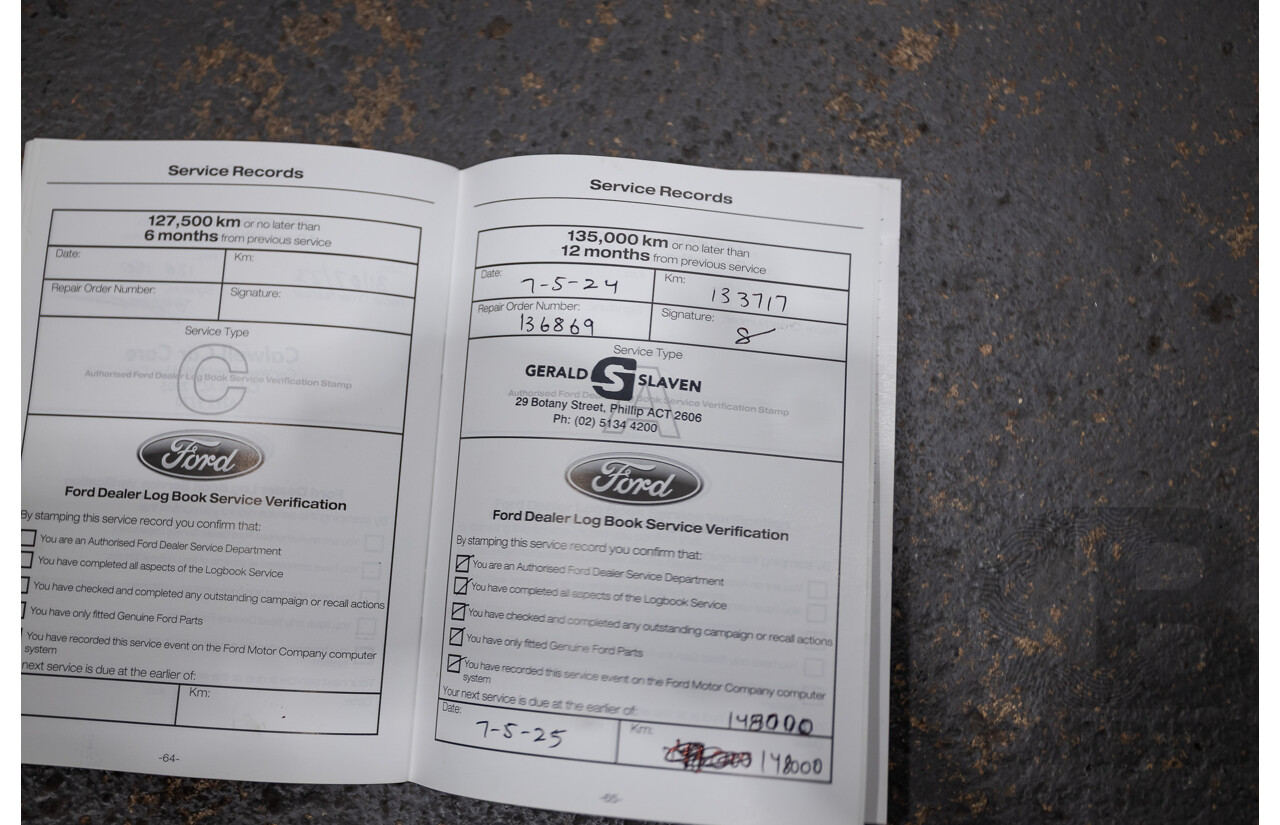 Service Records
127,500 km or no later than
6 months from previous service
Date:
Km:
Repair Order Number:
Signature:
Service Type
C
Authorised Ford Dealer Log Book Service Verification Stamp
Ford
Ford Dealer Log Book Service Verification
By stamping this service record you confirm that:
You are an Authorised Ford Dealer Service Department
You have completed all aspects of the Logbook Service
You have checked and completed any outstanding campaign or recall actions
You have only fitted Genuine Ford Parts
You have recorded this service event on the Ford Motor Company computer
system
next service is due at the earlier of:
Km:
-64-
Service Records
135,000 km or no later than
12 months from previous service
Date: 7-5-24
Km: 133717
Repair Order Number:
136869
Signature:
Service Type
A
GERALD S SLAVEN
Authorised Ford Dealer Log Book Service Verification Stamp
29 Botany Street, Phillip ACT 2606
Ph: (02) 5134 4200
Ford
Ford Dealer Log Book Service Verification
By stamping this service record you confirm that:
You are an Authorised Ford Dealer Service Department
You have completed all aspects of the Logbook Service
You have checked and completed any outstanding campaign or recall actions
You have only fitted Genuine Ford Parts
You have recorded this service event on the Ford Motor Company computer
system
Your next service is due at the earlier of: 148000
Date: 7-5-25
Km: 148000
-65-